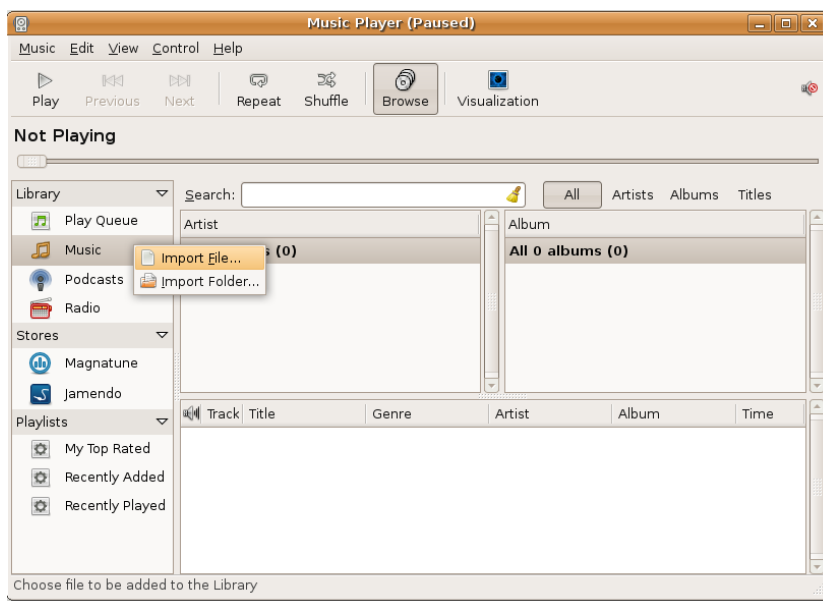 Music Player (Paused)
Music Edit View Control Help
Play Previous Next Repeat Shuffle Browse Visualization
Not Playing
Library
Play Queue
Music
Podcasts
Radio
Stores
Magnatune
Jamendo
Playlists
My Top Rated
Recently Added
Recently Played
Import File...
Import Folder...
Search: All Artists Albums Titles
Artist Album
(0) All 0 albums (0)
Track Title Genre Artist Album Time
Choose file to be added to the Library